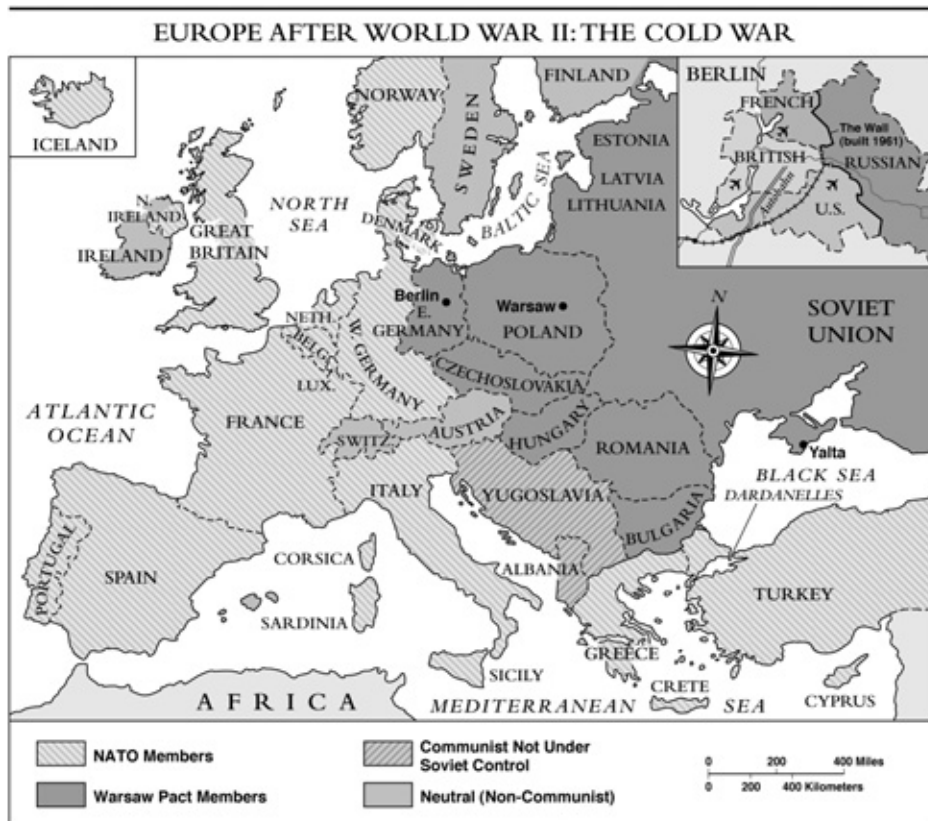 EUROPE AFTER WORLD WAR II: THE COLD WAR
ICELAND
NORWAY
SWEDEN
FINLAND
ESTONIA
LATVIA
LITHUANIA
BERLIN
FRENCH
The Wall
(built 1961)
BRITISH
RUSSIAN
Autobahn
U.S.
N.
IRELAND
IRELAND
GREAT
BRITAIN
NORTH
SEA
DENMARK
BALTIC SEA
Berlin
E.
GERMANY
Warsaw
POLAND
N
SOVIET
UNION
NETH.
BELG.
LUX.
W. GERMANY
CZECHOSLOVAKIA
ATLANTIC
OCEAN
FRANCE
SWITZ.
AUSTRIA
HUNGARY
ROMANIA
Yalta
BLACK SEA
DARDANELLES
ITALY
YUGOSLAVIA
BULGARIA
PORTUGAL
SPAIN
CORSICA
SARDINIA
ALBANIA
TURKEY
GREECE
SICILY
CRETE
CYPRUS
AFRICA
MEDITERRANEAN SEA
NATO Members
Warsaw Pact Members
Communist Not Under
Soviet Control
Neutral (Non-Communist)
0 200 400 Miles
0 200 400 Kilometers